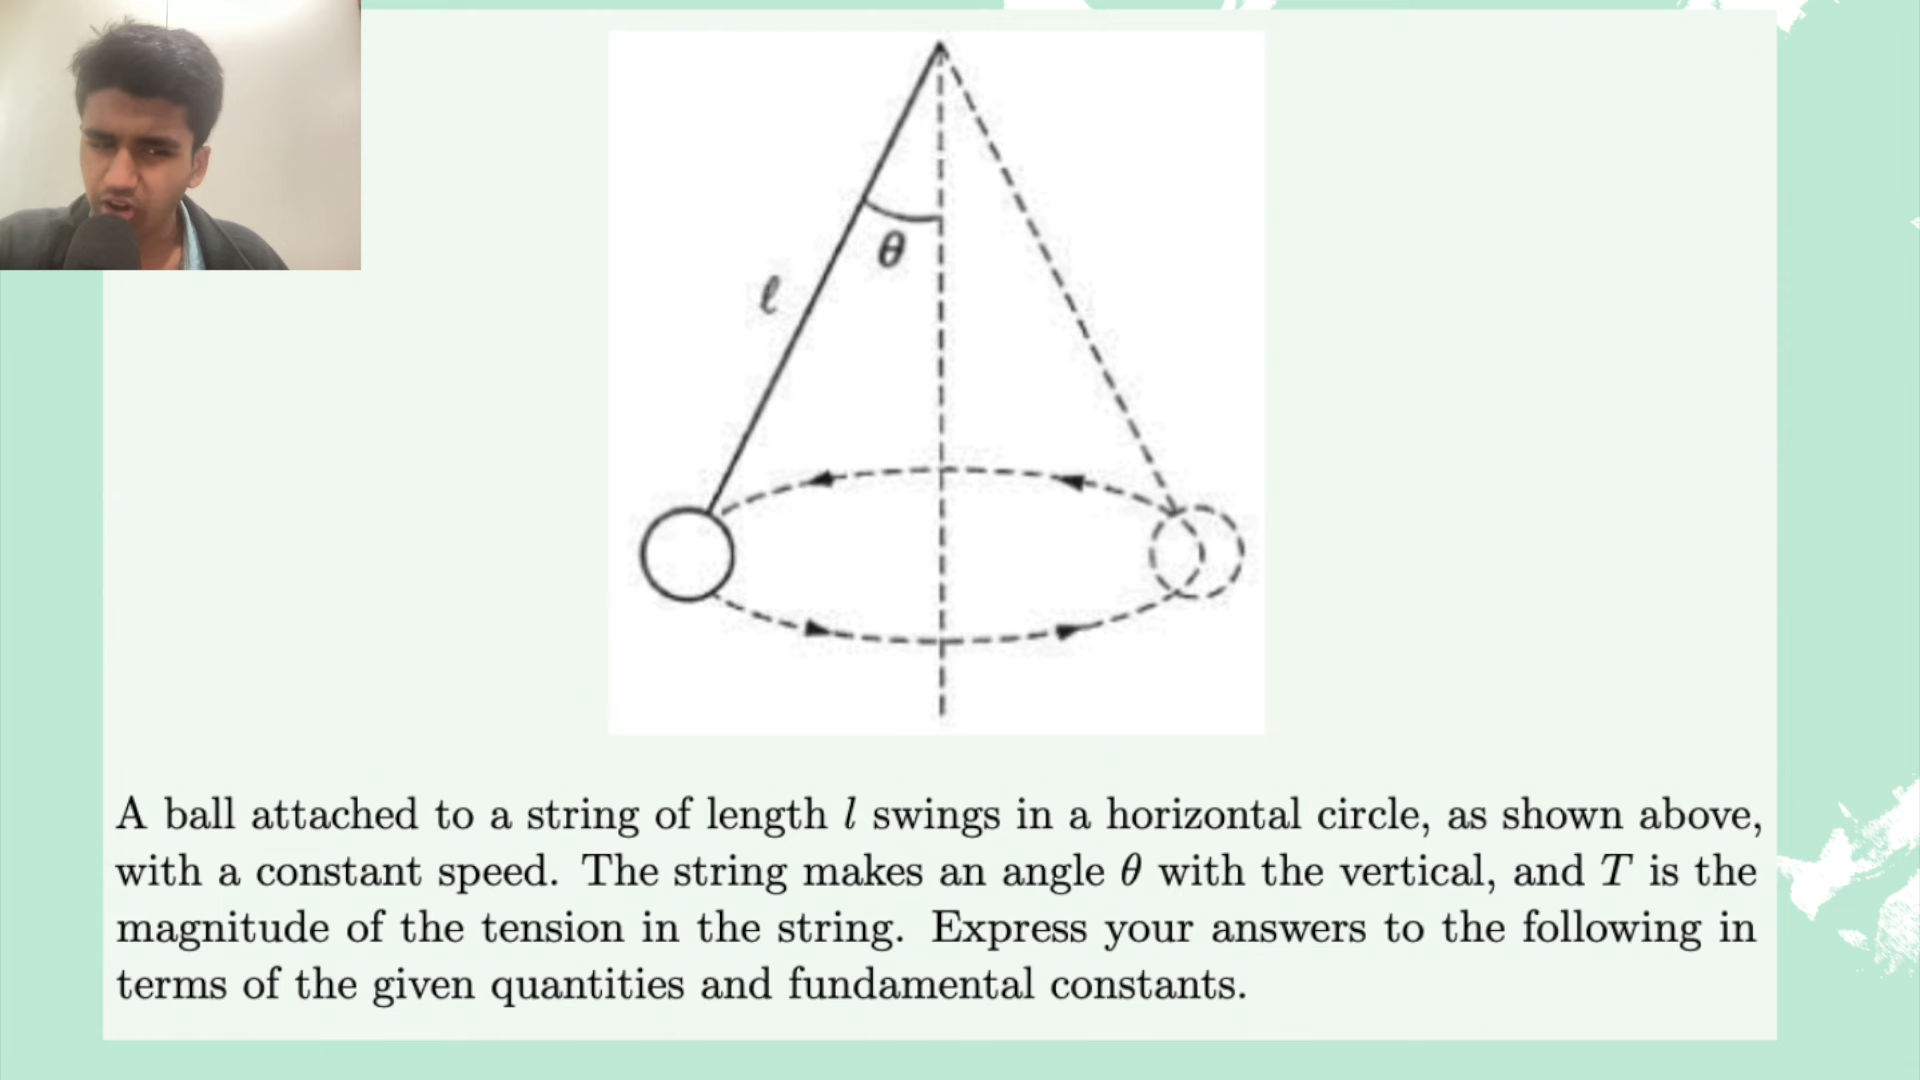 θ
ℓ
A ball attached to a string of length l swings in a horizontal circle, as shown above,
with a constant speed. The string makes an angle θ with the vertical, and T is the
magnitude of the tension in the string. Express your answers to the following in
terms of the given quantities and fundamental constants.